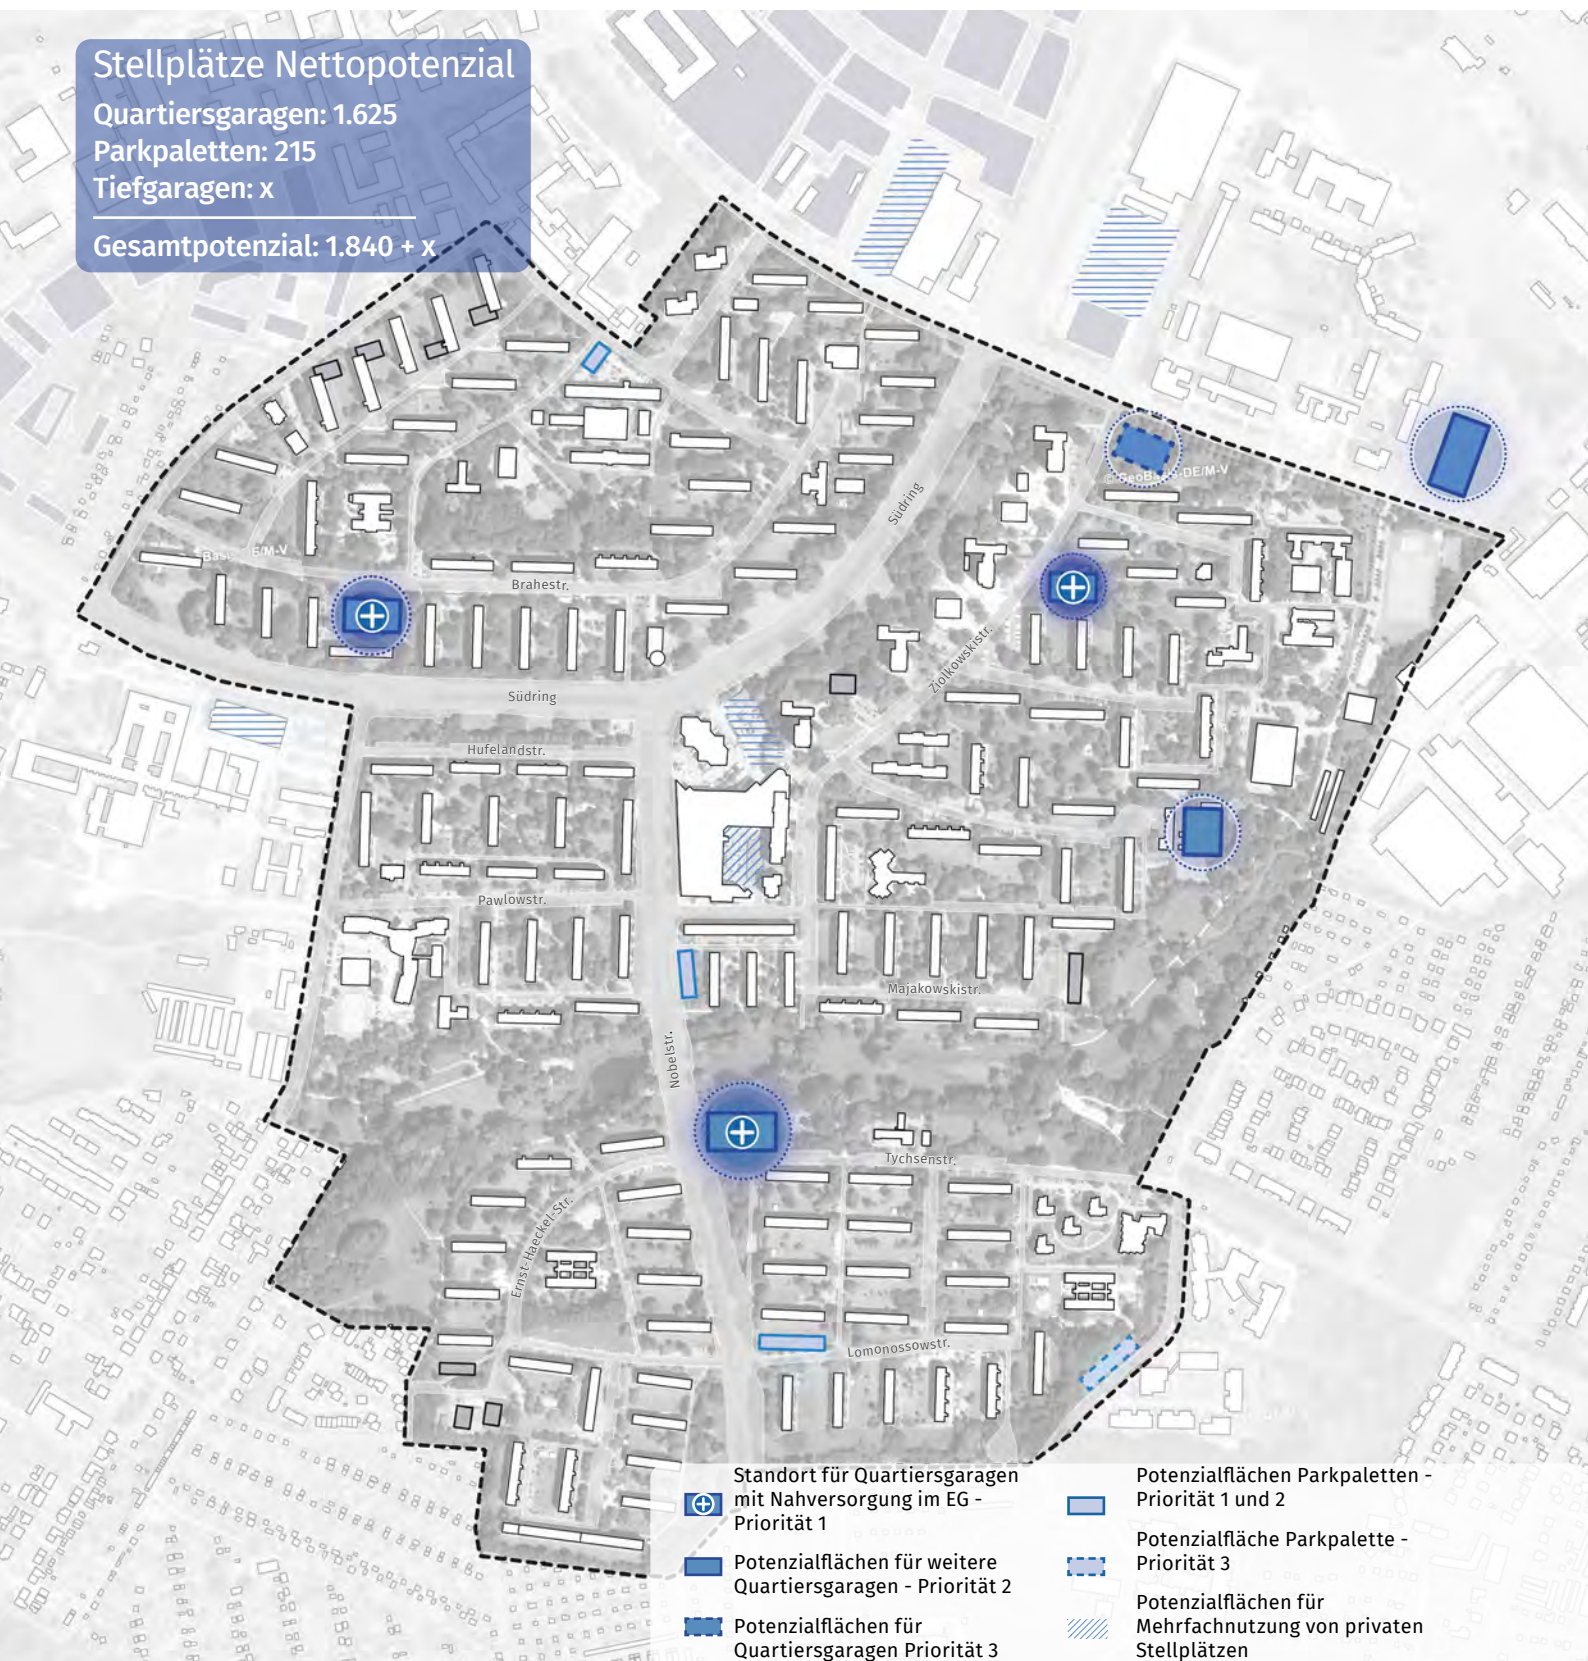 Stellplätze Nettopotenzial
Quartiersgaragen: 1.625
Parkpaletten: 215
Tiefgaragen: x
Gesamtpotenzial: 1.840 + x
© GeoBasis-DE/M-V
Südring
Brahestr.
Ziolkowskistr.
Südring
Hufelandstr.
Pawlowstr.
Majakowskistr.
Nobelstr.
Tychsenstr.
Ernst-Haeckel-Str.
Lomonossowstr.
Standort für Quartiersgaragen
mit Nahversorgung im EG -
Priorität 1
Potenzialflächen für weitere
Quartiersgaragen - Priorität 2
Potenzialflächen für
Quartiersgaragen Priorität 3
Potenzialflächen Parkpaletten -
Priorität 1 und 2
Potenzialfläche Parkpalette -
Priorität 3
Potenzialflächen für
Mehrfachnutzung von privaten
Stellplätzen